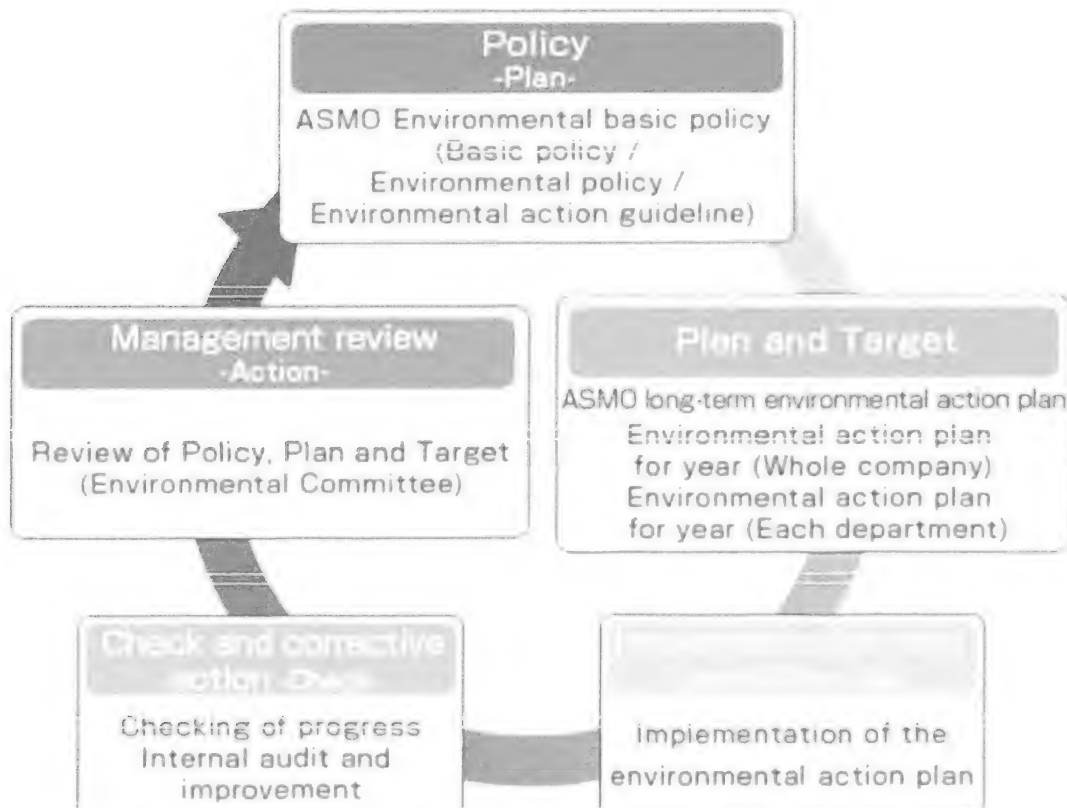 Policy
-Plan-
ASMO Environmental basic policy
(Basic policy /
Environmental policy /
Environmental action guideline)
Management review
-Action-
Review of Policy, Plan and Target
(Environmental Committee)
Plan and Target
ASMO long-term environmental action plan
Environmental action plan
for year (Whole company)
Environmental action plan
for year (Each department)
Check and corrective
action -Check-
Checking of progress
Internal audit and
improvement
Implementation of the
environmental action plan